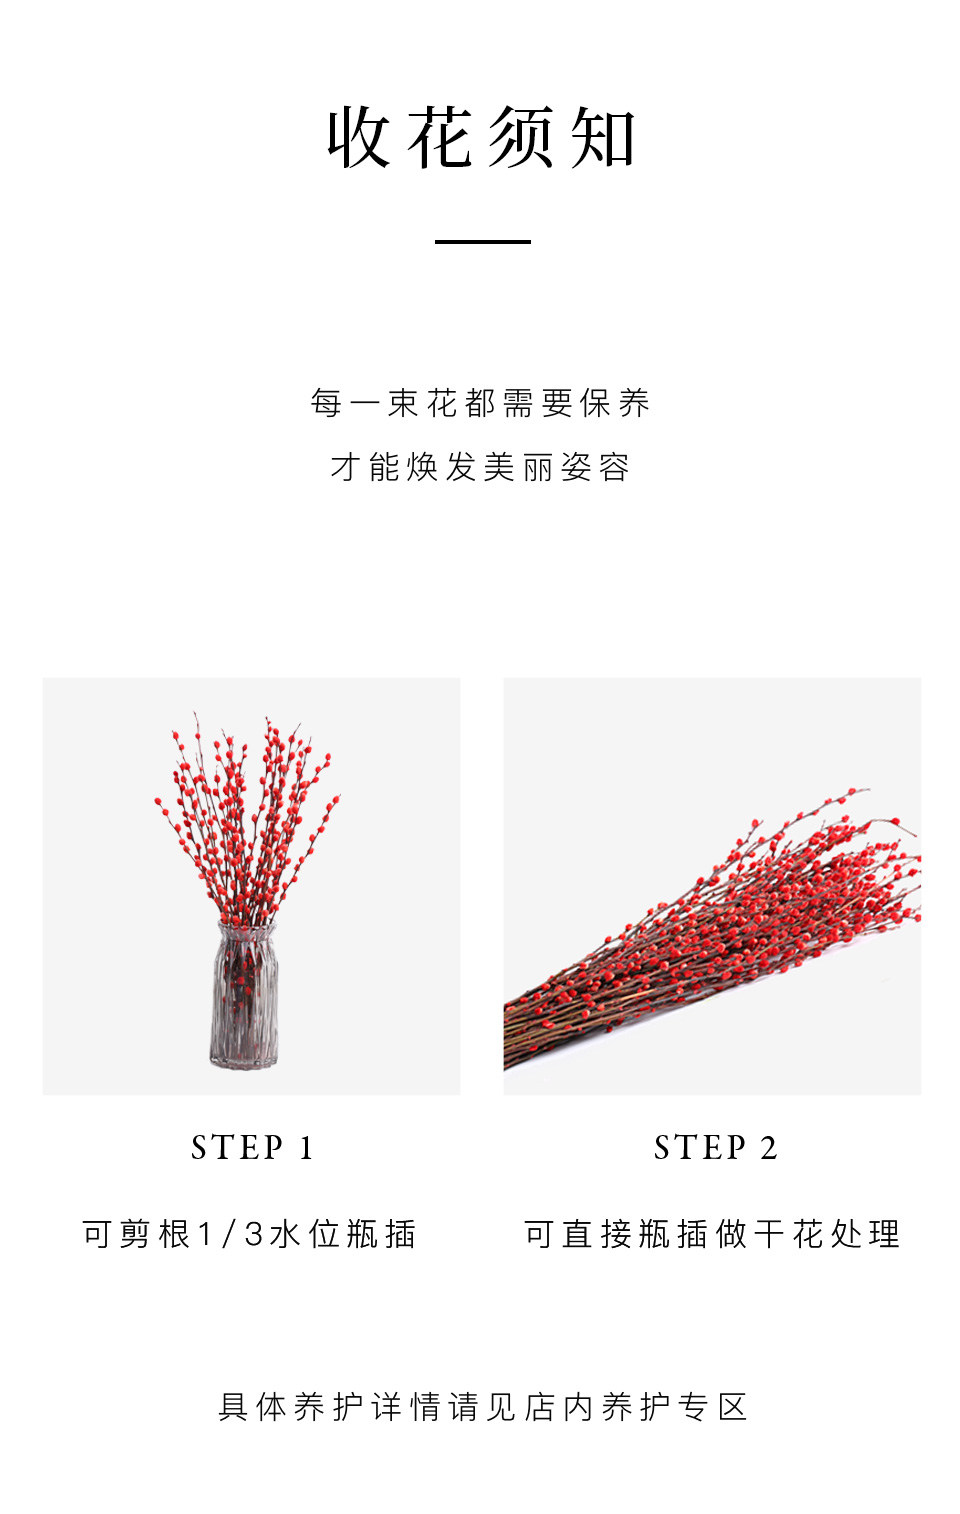 收花须知
每一束花都需要保养
才能焕发美丽姿容
STEP 1
可剪根1/3水位瓶插
STEP 2
可直接瓶插做干花处理
具体养护详情请见店内养护专区